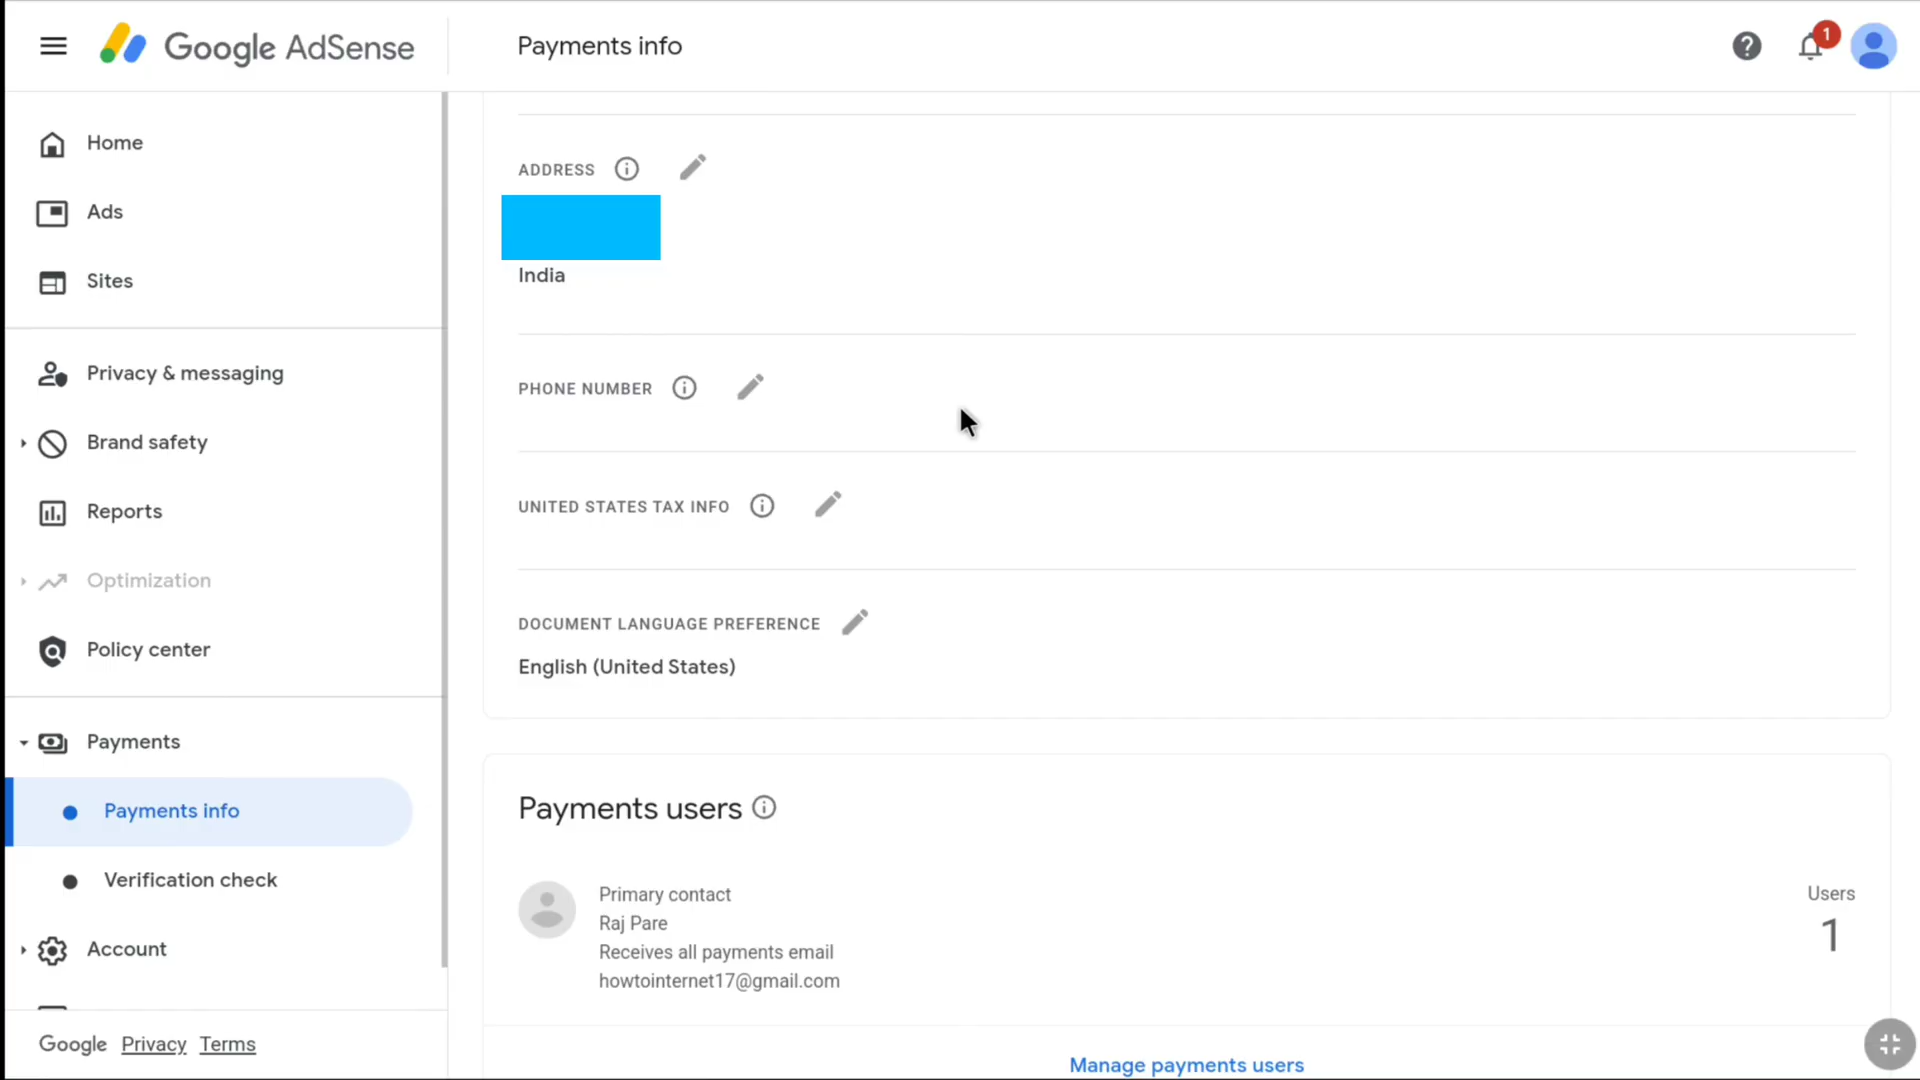 Google AdSense
Payments info
1
Home
Ads
Sites
Privacy & messaging
Brand safety
Reports
Optimization
Policy center
Payments
Payments info
Verification check
Account
Google Privacy Terms
ADDRESS
India
PHONE NUMBER
UNITED STATES TAX INFO
DOCUMENT LANGUAGE PREFERENCE
English (United States)
Payments users
Primary contact
Raj Pare
Receives all payments email
howtointernet17@gmail.com
Users
1
Manage payments users